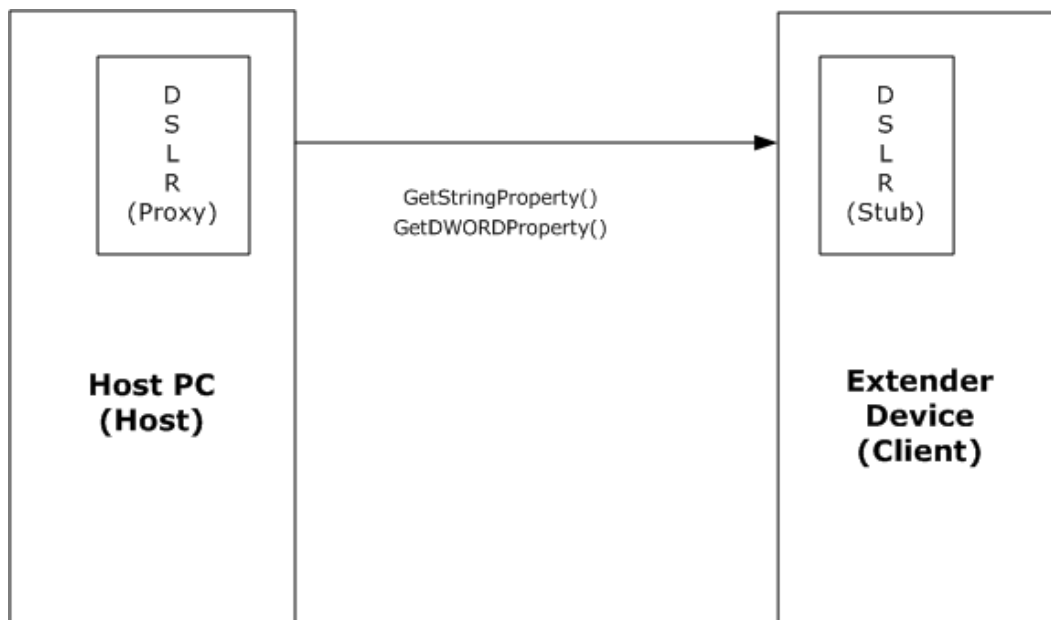 D
S
L
R
(Proxy)
Host PC
(Host)
GetStringProperty()
GetDWORDProperty()
D
S
L
R
(Stub)
Extender
Device
(Client)